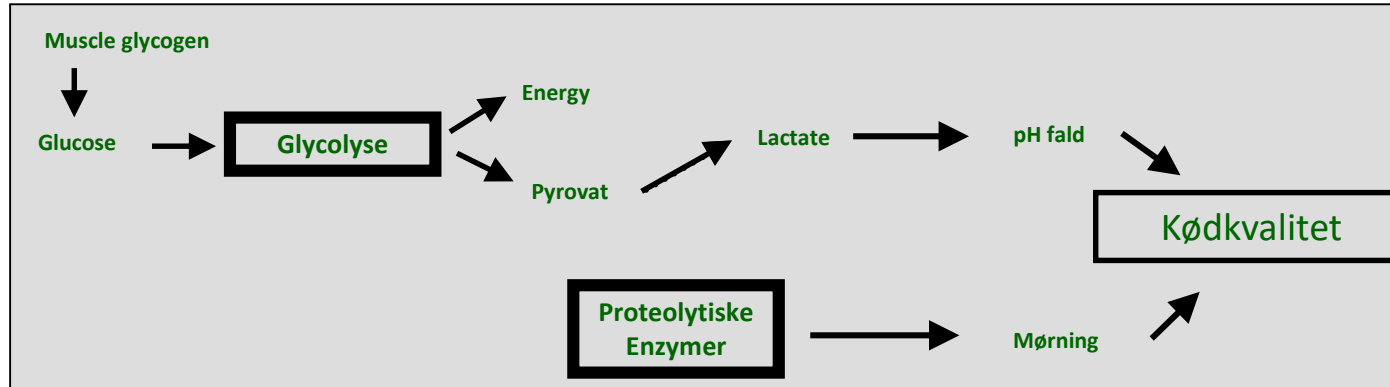 Muscle glycogen
Glucose
Glycolyse
Energy
Pyrovat
Lactate
pH fald
Kødkvalitet
Proteolytiske
Enzymer
Mørning